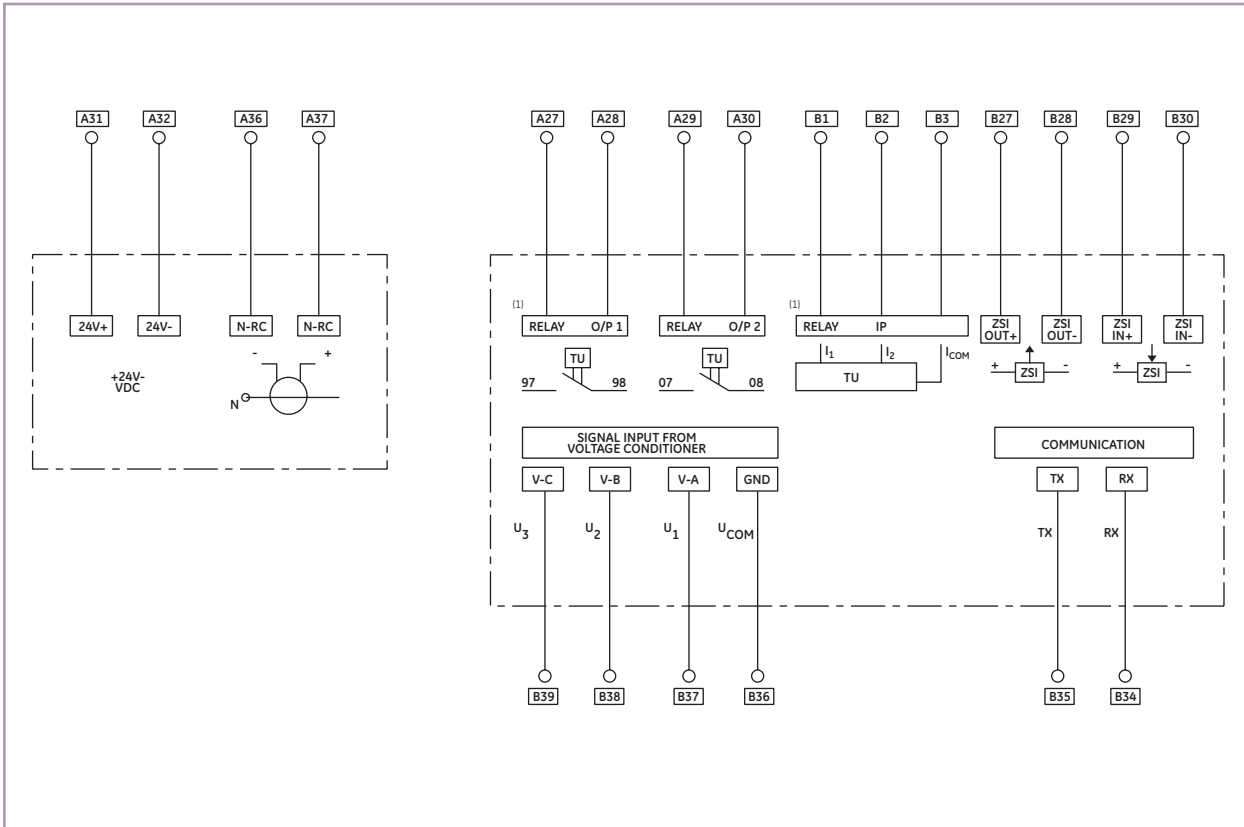 A31 A32 A36 A37 A27 A28 A29 A30 B1 B2 B3 B27 B28 B29 B30
(1) (1)
24V+ 24V- N-RC N-RC RELAY O/P 1 RELAY O/P 2 RELAY IP
ZSI OUT+
ZSI OUT-
ZSI IN+
ZSI IN-
- +
+24V-
VDC
N
TU TU
97 98 07 08
I1 I2 ICOM
TU
+ ZSI -
+ ZSI -
SIGNAL INPUT FROM
VOLTAGE CONDITIONER
COMMUNICATION
V-C V-B V-A GND TX RX
U3 U2 U1 UCOM TX RX
B39 B38 B37 B36 B35 B34